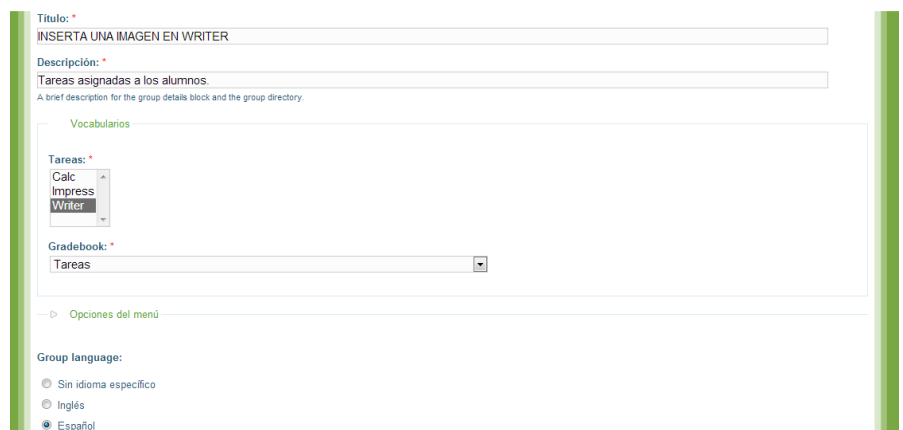 Título: *
INSERTA UNA IMAGEN EN WRITER
Descripción: *
Tareas asignadas a los alumnos.
A brief description for the group details block and the group directory.
Vocabularios
Tareas: *
Calc
Impress
Writer
Gradebook: *
Tareas
Opciones del menú
Group language:
Sin idioma específico
Inglés
Español